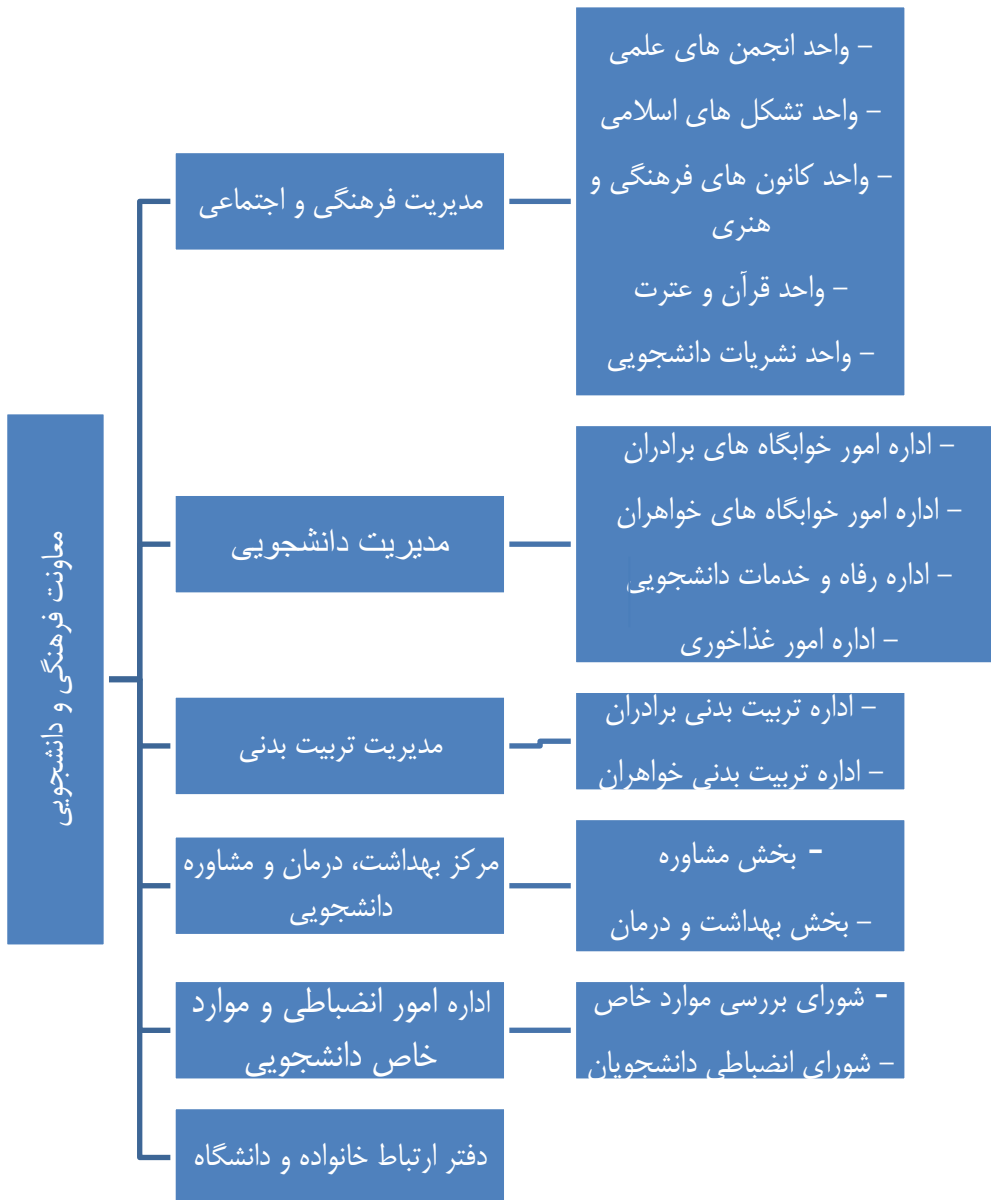 معاونت فرهنگی و دانشجویی
مدیریت فرهنگی و اجتماعی
- واحد انجمن های علمی
- واحد تشکل های اسلامی
- واحد کانون های فرهنگی و
هنری
- واحد قرآن و عترت
- واحد نشریات دانشجویی
مدیریت دانشجویی
- اداره امور خوابگاه های برادران
- اداره امور خوابگاه های خواهران
- اداره رفاه و خدمات دانشجویی
- اداره امور غذاخوری
مدیریت تربیت بدنی
- اداره تربیت بدنی برادران
- اداره تربیت بدنی خواهران
مرکز بهداشت، درمان و مشاوره
دانشجویی
- بخش مشاوره
- بخش بهداشت و درمان
اداره امور انضباطی و موارد
خاص دانشجویی
- شورای بررسی موارد خاص
- شورای انضباطی دانشجویان
دفتر ارتباط خانواده و دانشگاه